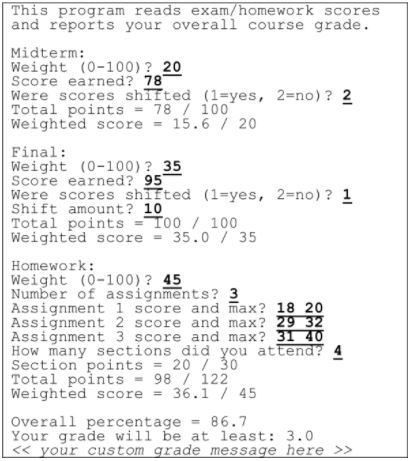 This program reads exam/homework scores
and reports your overall course grade.
Midterm:
Weight (0-100)? 20
Score earned? 78
Were scores shifted (1=yes, 2=no)? 2
Total points = 78 / 100
Weighted score = 15.6 / 20
Final:
Weight (0-100)? 35
Score earned? 95
Were scores shifted (1=yes, 2=no)? 1
Shift amount? 10
Total points = 100 / 100
Weighted score = 35.0 / 35
Homework:
Weight (0-100)? 45
Number of assignments? 3
Assignment 1 score and max? 18 20
Assignment 2 score and max? 29 32
Assignment 3 score and max? 31 40
How many sections did you attend? 4
Section points = 20 / 30
Total points = 98 / 122
Weighted score = 36.1 / 45
Overall percentage = 86.7
Your grade will be at least: 3.0
<< your custom grade message here >>